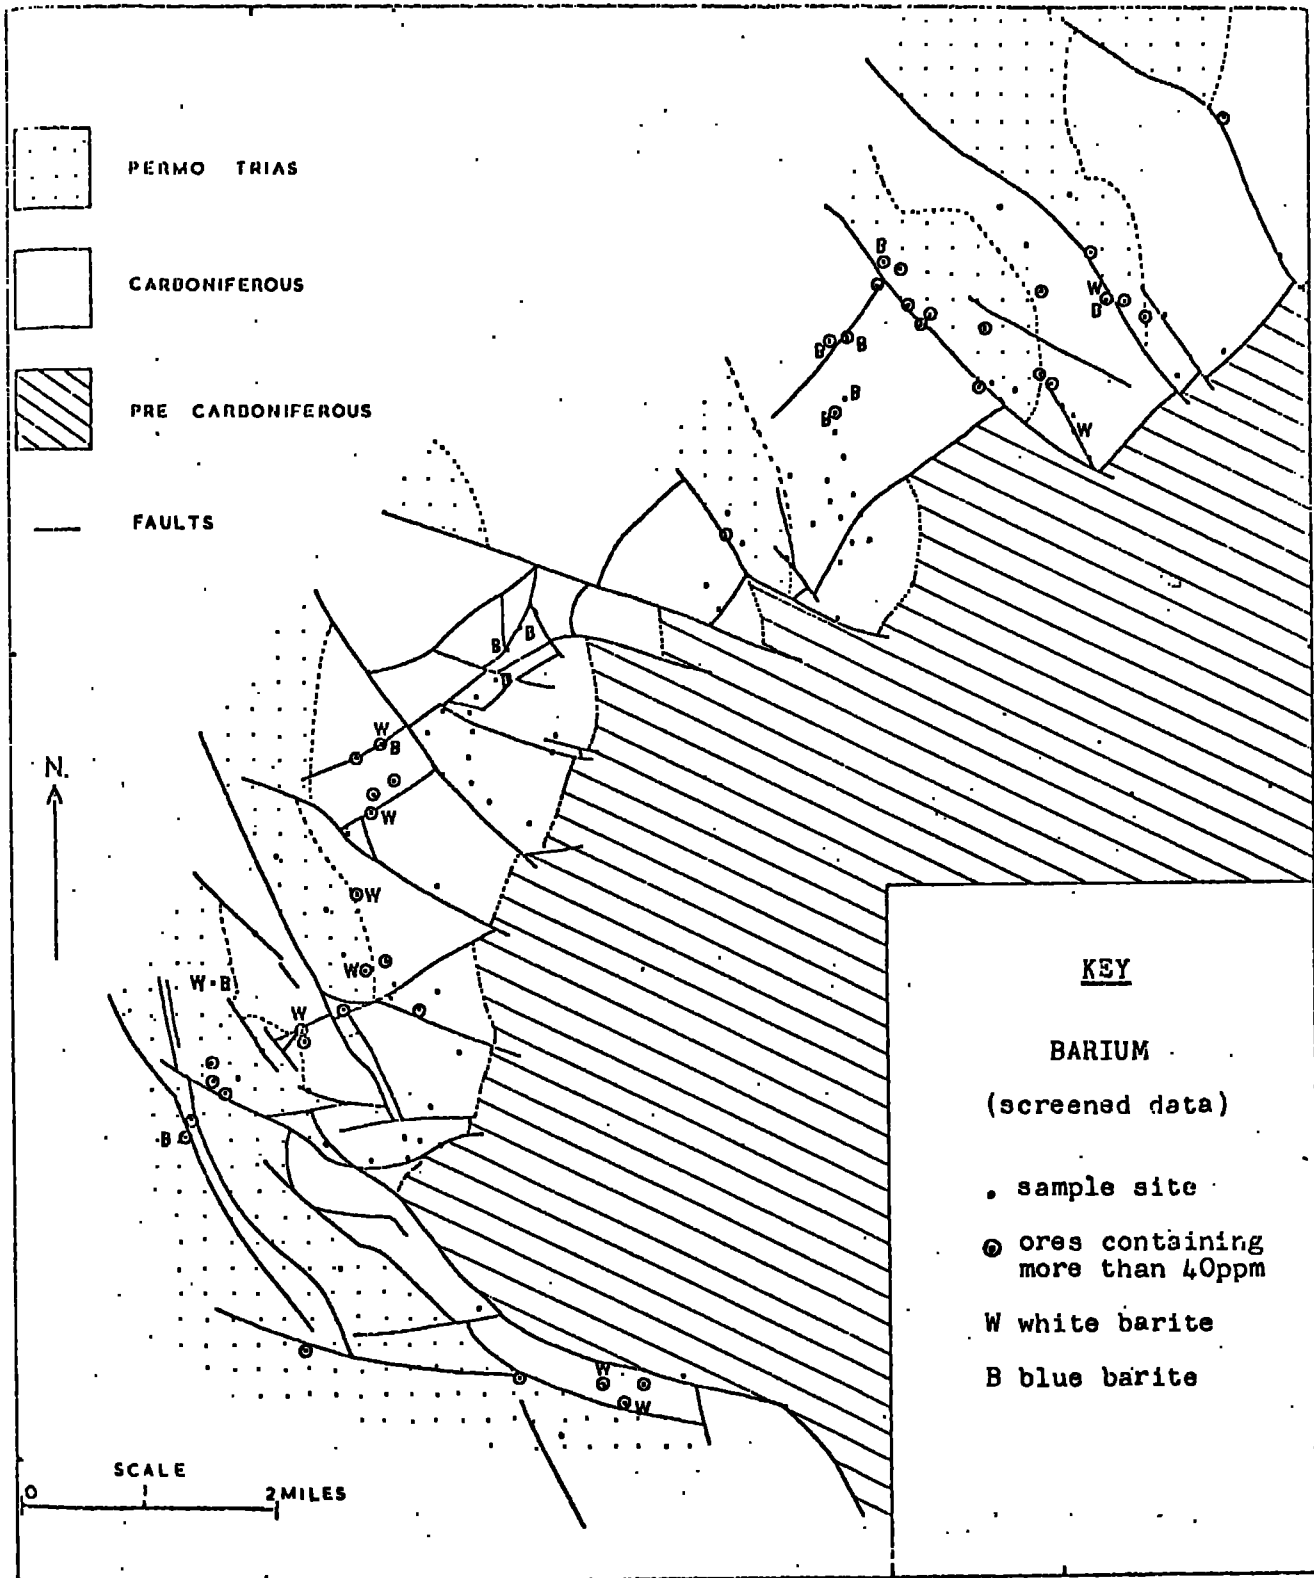 PERMO TRIAS
CARBONIFEROUS
PRE CARBONIFEROUS
FAULTS
B
W
B
B
B
B
B
W
B
B
B
W
B
W
W
W
W B
W
B
W
W
N.
KEY
BARIUM
(screened data)
sample site
ores containing
more than 40ppm
W white barite
B blue barite
SCALE
0 2 MILES